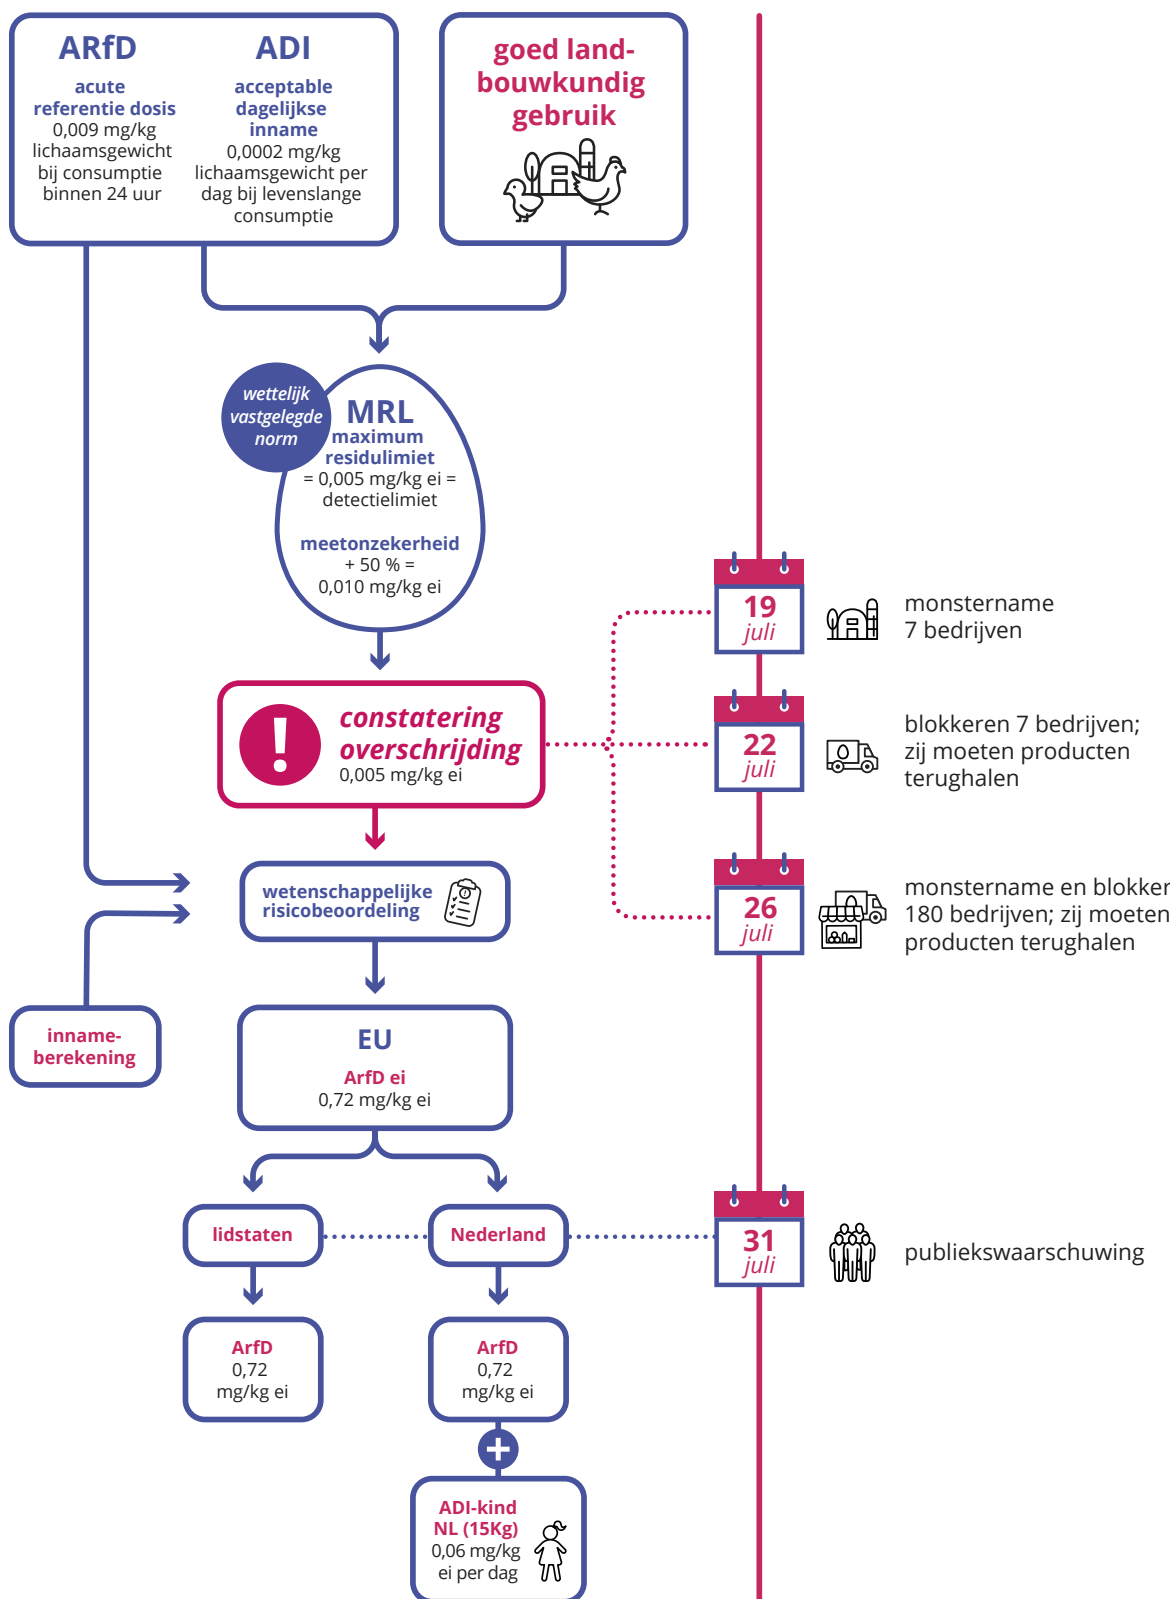 ARfD
acute
referentie dosis
0,009 mg/kg
lichaamsgewicht
bij consumptie
binnen 24 uur
ADI
acceptable
dagelijkse
inname
0,0002 mg/kg
lichaamsgewicht per
dag bij levenslange
consumptie
goed land-
bouwkundig
gebruik
wettelijk
vastgelegde
norm
MRL
maximum
residulimiet
= 0,005 mg/kg ei =
detectielimiet
meetonzekerheid
+ 50 % =
0,010 mg/kg ei
19
juli
monstername
7 bedrijven
!
constatering
overschrijding
0,005 mg/kg ei
22
juli
blokkeren 7 bedrijven;
zij moeten producten
terughalen
wetenschappelijke
risicobeoordeling
26
juli
monstername en blokker
180 bedrijven; zij moeten
producten terughalen
inname-
berekening
EU
ArfD ei
0,72 mg/kg ei
lidstaten
Nederland
31
juli
publiekswaarschuwing
ArfD
0,72
mg/kg ei
ArfD
0,72
mg/kg ei
+
ADI-kind
NL (15Kg)
0,06 mg/kg
ei per dag